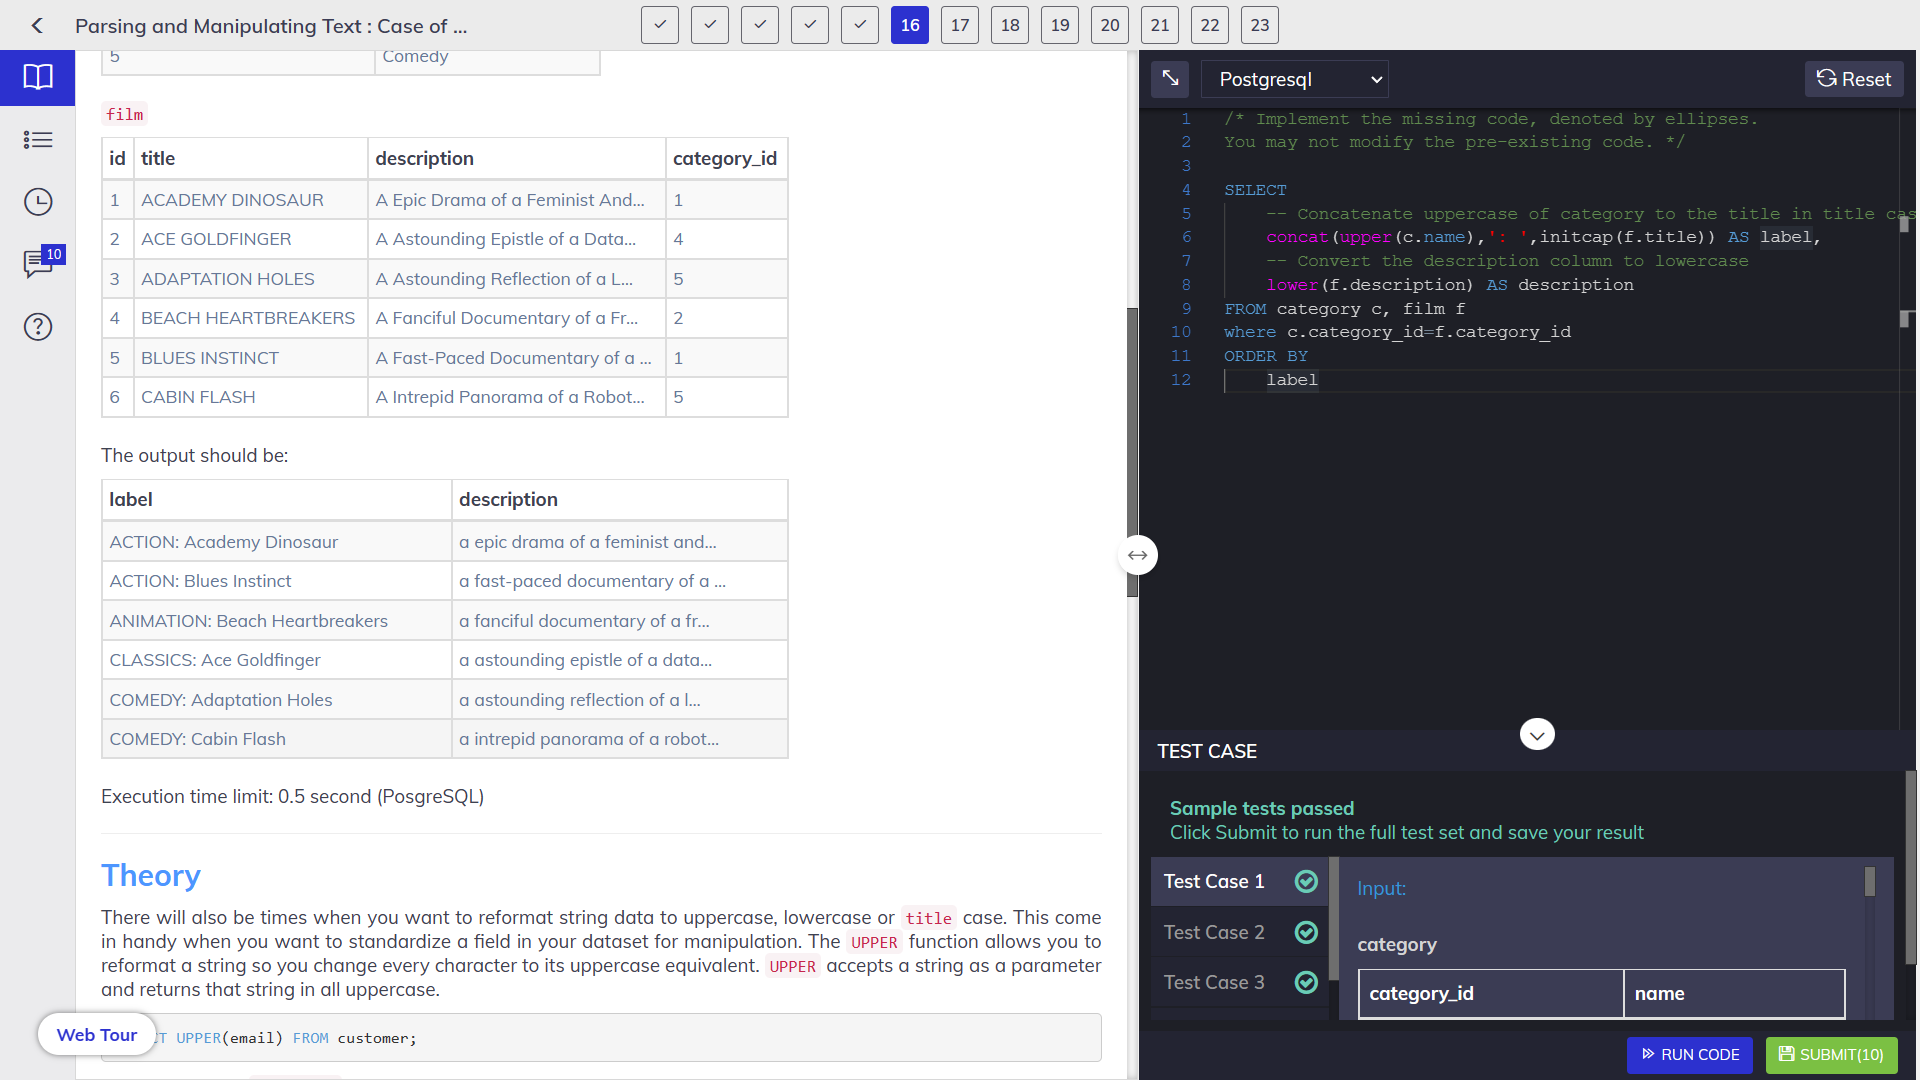 Parsing and Manipulating Text : Case of ...
16 17 18 19 20 21 22 23
5 Comedy
film
id title description category_id
1 ACADEMY DINOSAUR A Epic Drama of a Feminist And... 1
2 ACE GOLDFINGER A Astounding Epistle of a Data... 4
3 ADAPTATION HOLES A Astounding Reflection of a L... 5
4 BEACH HEARTBREAKERS A Fanciful Documentary of a Fr... 2
5 BLUES INSTINCT A Fast-Paced Documentary of a ... 1
6 CABIN FLASH A Intrepid Panorama of a Robot... 5
The output should be:
label description
ACTION: Academy Dinosaur a epic drama of a feminist and...
ACTION: Blues Instinct a fast-paced documentary of a ...
ANIMATION: Beach Heartbreakers a fanciful documentary of a fr...
CLASSICS: Ace Goldfinger a astounding epistle of a data...
COMEDY: Adaptation Holes a astounding reflection of a l...
COMEDY: Cabin Flash a intrepid panorama of a robot...
Execution time limit: 0.5 second (PosgreSQL)
Theory
There will also be times when you want to reformat string data to uppercase, lowercase or title case. This come
in handy when you want to standardize a field in your dataset for manipulation. The UPPER function allows you to
reformat a string so you change every character to its uppercase equivalent. UPPER accepts a string as a parameter
and returns that string in all uppercase.
CT UPPER(email) FROM customer;
10
Web Tour
Postgresql
Reset
1 /* Implement the missing code, denoted by ellipses.
2 You may not modify the pre-existing code. */
3
4 SELECT
5 -- Concatenate uppercase of category to the title in title cas
6 concat(upper(c.name),': ',initcap(f.title)) AS label,
7 -- Convert the description column to lowercase
8 lower(f.description) AS description
9 FROM category c, film f
10 where c.category_id=f.category_id
11 ORDER BY
12 label
TEST CASE
Sample tests passed
Click Submit to run the full test set and save your result
Test Case 1
Test Case 2
Test Case 3
Input:
category
category_id name
RUN CODE
SUBMIT(10)